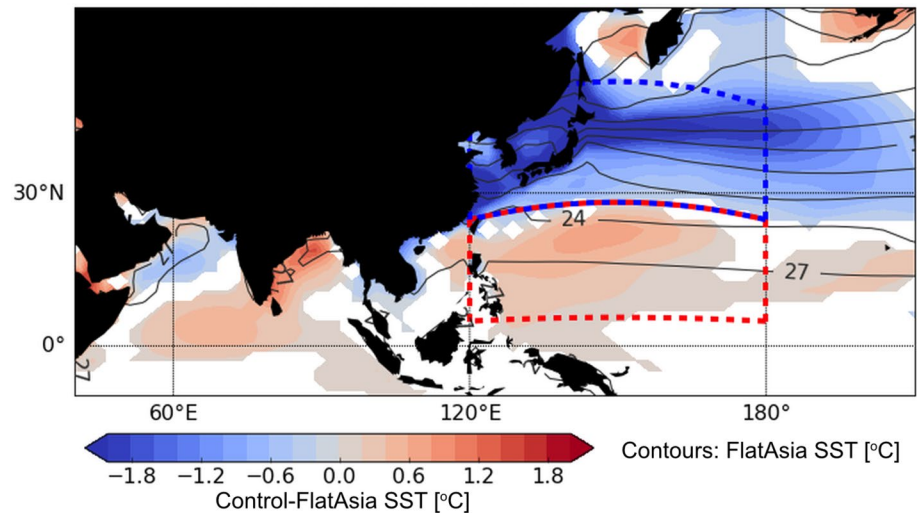 24
27
30°N
0°
27
60°E
120°E
180°
−1.8 −1.2 −0.6 0.0 0.6 1.2 1.8
Contours: FlatAsia SST [°C]
Control-FlatAsia SST [°C]